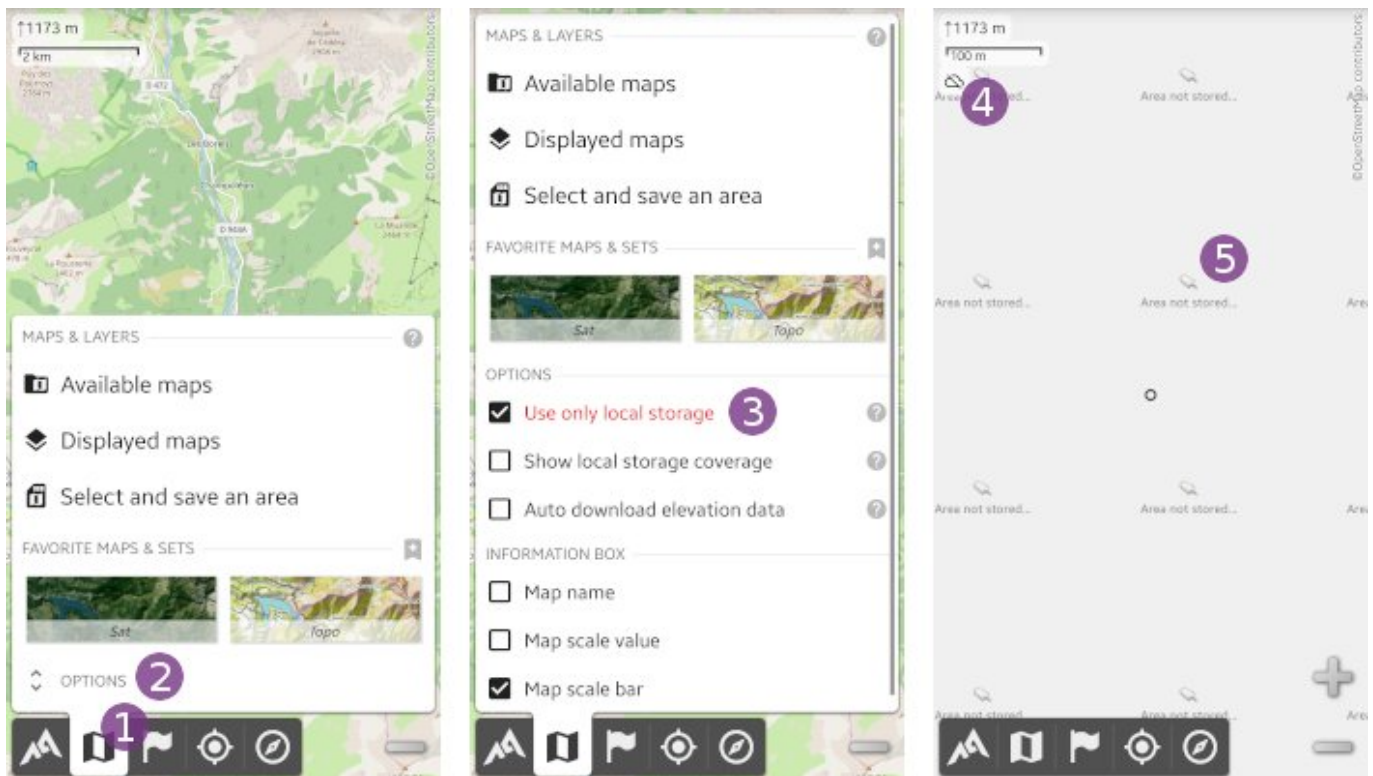 ↑1173 m
2 km
D 472
D 945A
© OpenStreetMap contributors
MAPS & LAYERS
Available maps
Displayed maps
Select and save an area
FAVORITE MAPS & SETS
Sat
Topo
OPTIONS 2
1
MAPS & LAYERS
Available maps
Displayed maps
Select and save an area
FAVORITE MAPS & SETS
Sat
Topo
OPTIONS
Use only local storage 3
Show local storage coverage
Auto download elevation data
INFORMATION BOX
Map name
Map scale value
Map scale bar
↑1173 m
100 m
4
Area not stored...
© OpenStreetMap contributors
5
Area not stored... Area not stored...
Area not stored... Area not stored...
Area not stored... Area not stored...